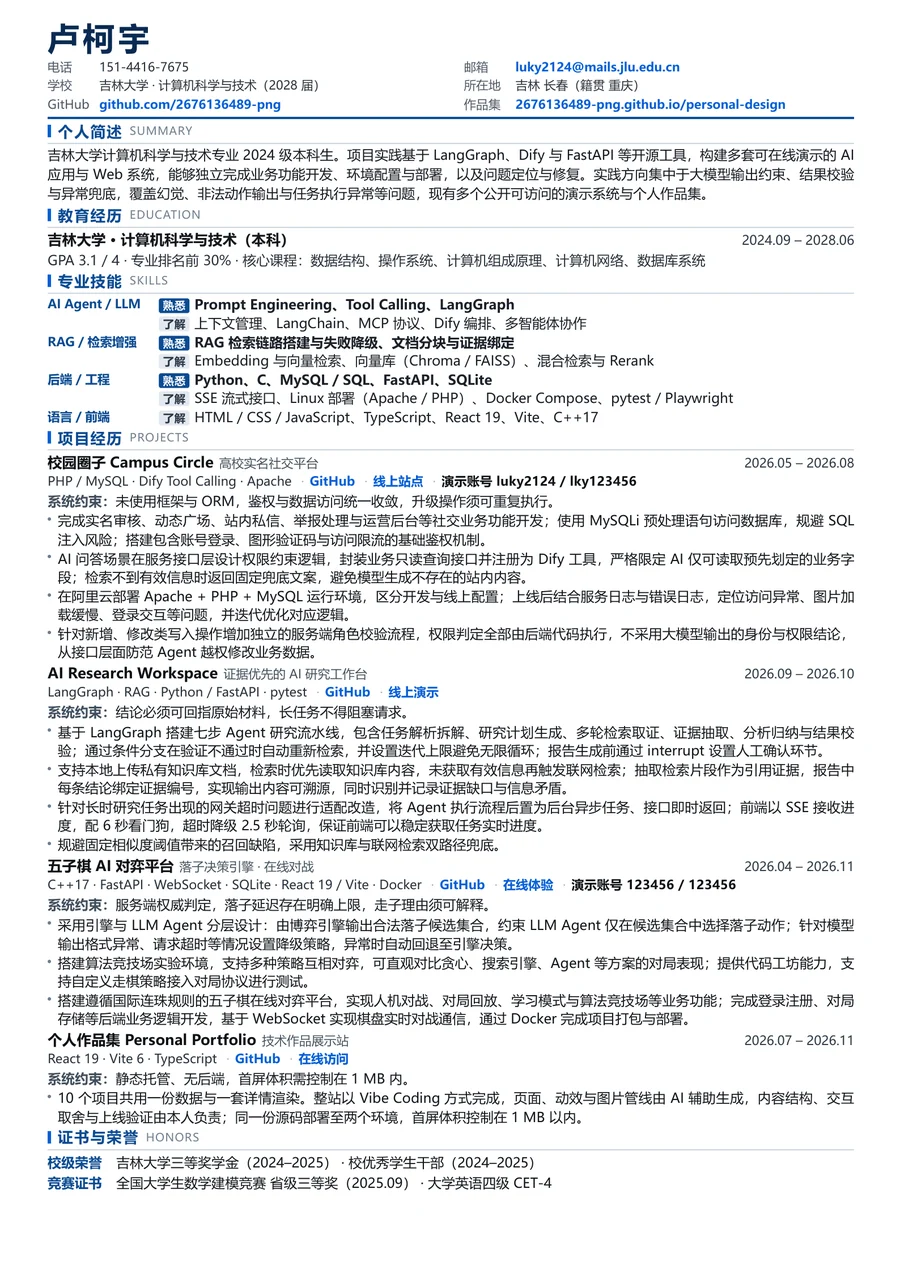 卢柯宇
电话 151-4416-7675 邮箱 luky2124@mails.jlu.edu.cn
学校 吉林大学 · 计算机科学与技术（2028 届） 所在地 吉林 长春（籍贯 重庆）
GitHub github.com/2676136489-png 作品集 2676136489-png.github.io/personal-design
个人简述 SUMMARY
吉林大学计算机科学与技术专业 2024 级本科生。项目实践基于 LangGraph、Dify 与 FastAPI 等开源工具，构建多套可在线演示的 AI
应用与 Web 系统，能够独立完成业务功能开发、环境配置与部署，以及问题定位与修复。实践方向集中于大模型输出约束、结果校验
与异常兜底，覆盖幻觉、非法动作输出与任务执行异常等问题，现有多个公开可访问的演示系统与个人作品集。
教育经历 EDUCATION
吉林大学 · 计算机科学与技术（本科） 2024.09 – 2028.06
GPA 3.1 / 4 · 专业排名前 30% · 核心课程：数据结构、操作系统、计算机组成原理、计算机网络、数据库系统
专业技能 SKILLS
AI Agent / LLM 熟悉 Prompt Engineering、Tool Calling、LangGraph
了解 上下文管理、LangChain、MCP 协议、Dify 编排、多智能体协作
RAG / 检索增强 熟悉 RAG 检索链路搭建与失败降级、文档分块与证据绑定
了解 Embedding 与向量检索、向量库（Chroma / FAISS）、混合检索与 Rerank
后端 / 工程 熟悉 Python、C、MySQL / SQL、FastAPI、SQLite
了解 SSE 流式接口、Linux 部署（Apache / PHP）、Docker Compose、pytest / Playwright
语言 / 前端 了解 HTML / CSS / JavaScript、TypeScript、React 19、Vite、C++17
项目经历 PROJECTS
校园圈子 Campus Circle 高校实名社交平台 2026.05 – 2026.08
PHP / MySQL · Dify Tool Calling · Apache · GitHub · 线上站点 · 演示账号 luky2124 / lky123456
系统约束：未使用框架与 ORM，鉴权与数据访问统一收敛，升级操作须可重复执行。
• 完成实名审核、动态广场、站内私信、举报处理与运营后台等社交业务功能开发；使用 MySQLi 预处理语句访问数据库，规避 SQL
注入风险；搭建包含账号登录、图形验证码与访问限流的基础鉴权机制。
• AI 问答场景在服务接口层设计权限约束逻辑，封装业务只读查询接口并注册为 Dify 工具，严格限定 AI 仅可读取预先划定的业务字
段；检索不到有效信息时返回固定兜底文案，避免模型生成不存在的站内内容。
• 在阿里云部署 Apache + PHP + MySQL 运行环境，区分开发与线上配置；上线后结合服务日志与错误日志，定位访问异常、图片加
载缓慢、登录交互等问题，并迭代优化对应逻辑。
• 针对新增、修改类写入操作增加独立的服务端角色校验流程，权限判定全部由后端代码执行，不采用大模型输出的身份与权限结论，
从接口层面防范 Agent 越权修改业务数据。
AI Research Workspace 证据优先的 AI 研究工作台 2026.09 – 2026.10
LangGraph · RAG · Python / FastAPI · pytest · GitHub · 线上演示
系统约束：结论必须可回指原始材料，长任务不得阻塞请求。
• 基于 LangGraph 搭建七步 Agent 研究流水线，包含任务解析拆解、研究计划生成、多轮检索取证、证据抽取、分析归纳与结果校
验；通过条件分支在验证不通过时自动重新检索，并设置迭代上限避免无限循环；报告生成前通过 interrupt 设置人工确认环节。
• 支持本地上传私有知识库文档，检索时优先读取知识库内容，未获取有效信息再触发联网检索；抽取检索片段作为引用证据，报告中
每条结论绑定证据编号，实现输出内容可溯源，同时识别并记录证据缺口与信息矛盾。
• 针对长时研究任务出现的网关超时问题进行适配改造，将 Agent 执行流程后置为后台异步任务、接口即时返回；前端以 SSE 接收进
度，配 6 秒看门狗，超时降级 2.5 秒轮询，保证前端可以稳定获取任务实时进度。
• 规避固定相似度阈值带来的召回缺陷，采用知识库与联网检索双路径兜底。
五子棋 AI 对弈平台 落子决策引擎 · 在线对战 2026.04 – 2026.11
C++17 · FastAPI · WebSocket · SQLite · React 19 / Vite · Docker · GitHub · 在线体验 · 演示账号 123456 / 123456
系统约束：服务端权威判定，落子延迟存在明确上限，走子理由须可解释。
• 采用引擎与 LLM Agent 分层设计：由博弈引擎输出合法落子候选集合，约束 LLM Agent 仅在候选集合中选择落子动作；针对模型
输出格式异常、请求超时等情况设置降级策略，异常时自动回退至引擎决策。
• 搭建算法竞技场实验环境，支持多种策略互相对弈，可直观对比贪心、搜索引擎、Agent 等方案的对局表现；提供代码工坊能力，支
持自定义走棋策略接入对局协议进行测试。
• 搭建遵循国际连珠规则的五子棋在线对弈平台，实现人机对战、对局回放、学习模式与算法竞技场等业务功能；完成登录注册、对局
存储等后端业务逻辑开发，基于 WebSocket 实现棋盘实时对战通信，通过 Docker 完成项目打包与部署。
个人作品集 Personal Portfolio 技术作品展示站 2026.07 – 2026.11
React 19 · Vite 6 · TypeScript · GitHub · 在线访问
系统约束：静态托管、无后端，首屏体积需控制在 1 MB 内。
• 10 个项目共用一份数据与一套详情渲染。整站以 Vibe Coding 方式完成，页面、动效与图片管线由 AI 辅助生成，内容结构、交互
取舍与上线验证由本人负责；同一份源码部署至两个环境，首屏体积控制在 1 MB 以内。
证书与荣誉 HONORS
校级荣誉 吉林大学三等奖学金（2024–2025） · 校优秀学生干部（2024–2025）
竞赛证书 全国大学生数学建模竞赛 省级三等奖（2025.09） · 大学英语四级 CET-4